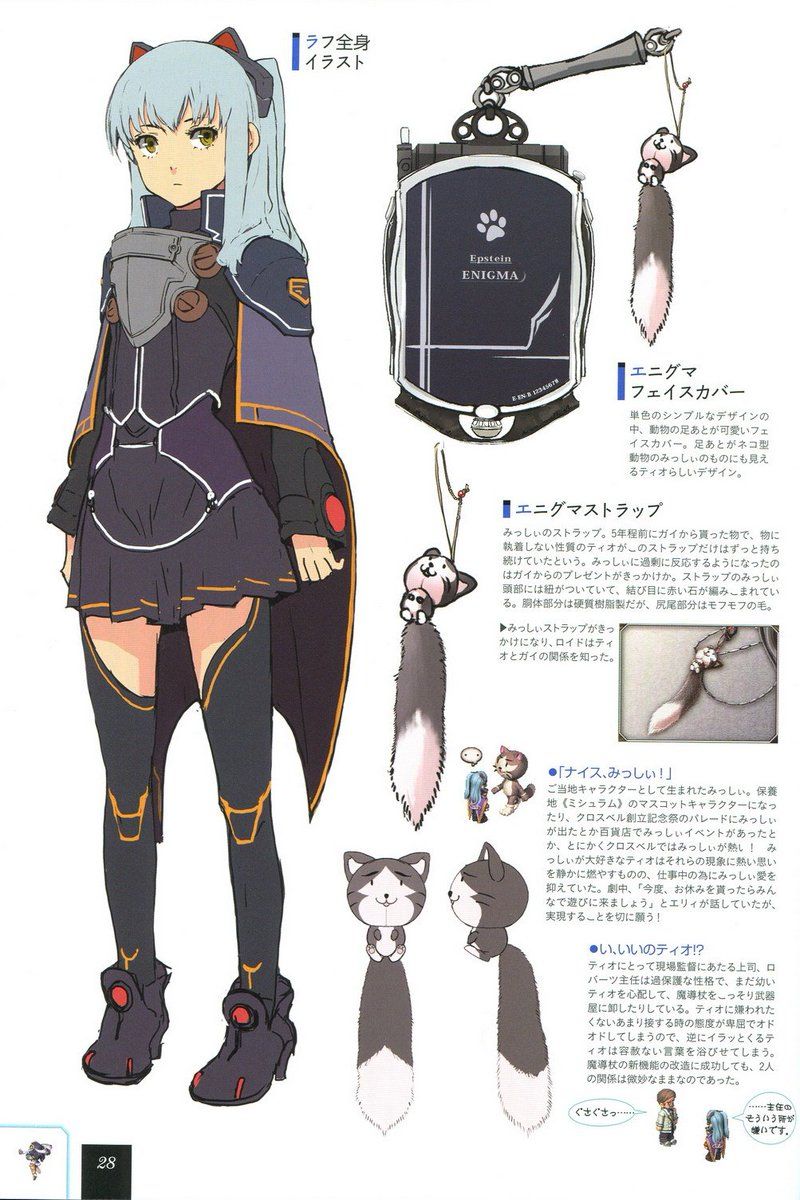 ラフ全身
イラスト
Epstein
ENIGMA
E-EN-B 12345678
エニグマ
フェイスカバー
単色のシンプルなデザインの
中、動物の足あとが可愛いフェ
イスカバー。足あとがネコ型
動物のみっしぃのものにも見え
るティオらしいデザイン。
エニグマストラップ
みっしぃのストラップ。5年程前にガイから貰った物で、物に
執着しない性質のティオがこのストラップだけはずっと持ち
続けていたという。みっしぃに過剰に反応するようになったの
はガイからのプレゼントがきっかけか。ストラップのみっしぃ
頭部には紐がついていて、結び目に赤い石が編みこまれてい
る。胴体部分は硬質樹脂製だが、尻尾部分はモフモフの毛。
▶みっしぃストラップがきっ
かけになり、ロイドはティ
オとガイの関係を知った。
●「ナイス、みっしぃ!」
ご当地キャラクターとして生まれたみっしぃ。保養
地《ミシュラム》のマスコットキャラクターになっ
たり、クロスベル創立記念祭のパレードにみっしぃ
が出たとか百貨店でみっしぃイベントがあったと
か、とにかくクロスベルではみっしぃが熱い! み
っしぃが大好きなティオはそれらの現象に熱い思い
を静かに燃やすものの、仕事中の為にみっしぃ愛を
抑えていた。劇中、「今度、お休みを貰ったらみん
なで遊びに来ましょう」とエリィが話していたが、
実現することを切に願う!
●い、いいのティオ!?
ティオにとって現場監督にあたる上司、ロ
バーツ主任は過保護な性格で、まだ幼い
ティオを心配して、魔導杖をこっそり武器
屋に卸したりしている。ティオに嫌われた
くないあまり接する時の態度が卑屈でオド
オドしてしまうので、逆にイラッとくるテ
ィオは容赦ない言葉を浴びせてしまう。
魔導杖の新機能の改造に成功しても、2人
の関係は微妙なままなのであった。
ぐさぐさっ……
……主任の
そういう所が
嫌いです。
28